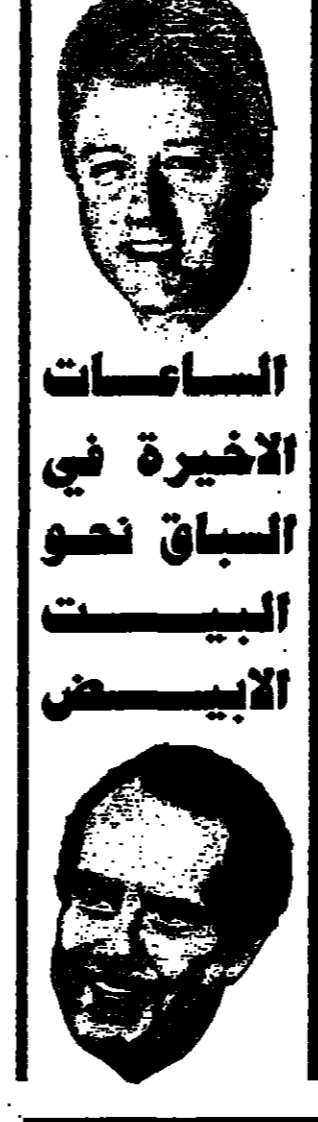 الساعات
الاخيرة في
السباق نحو
البيت
الابيض